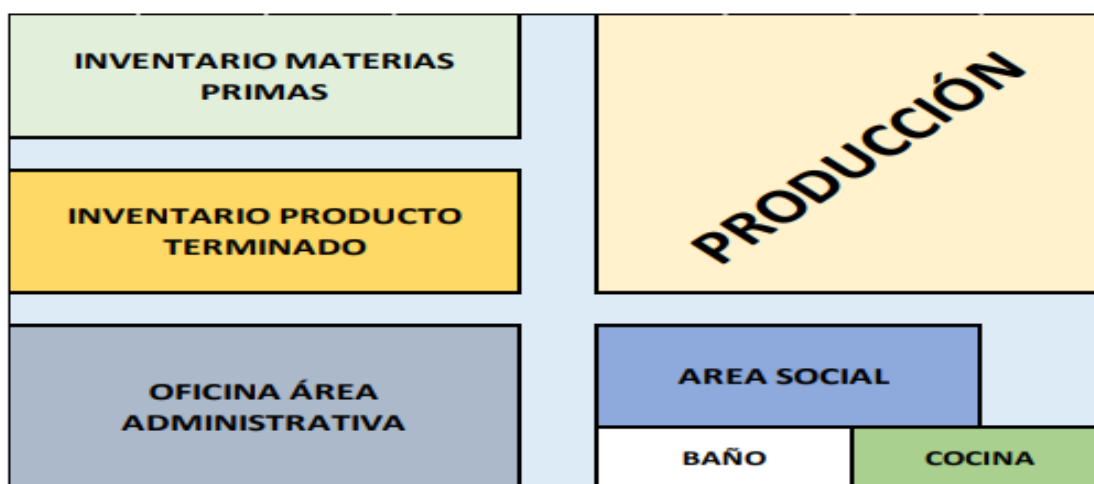 INVENTARIO MATERIAS
PRIMAS
PRODUCCIÓN
INVENTARIO PRODUCTO
TERMINADO
OFICINA ÁREA
ADMINISTRATIVA
AREA SOCIAL
BAÑO
COCINA